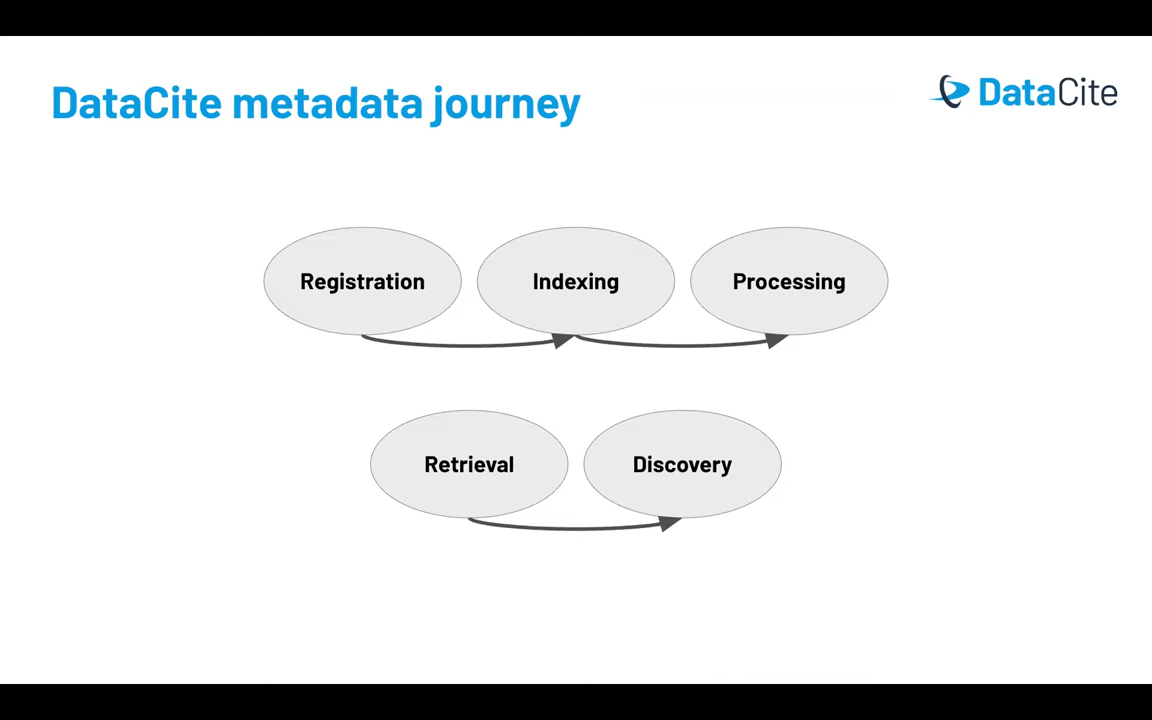 DataCite metadata journey
DataCite
Registration
Indexing
Processing
Retrieval
Discovery